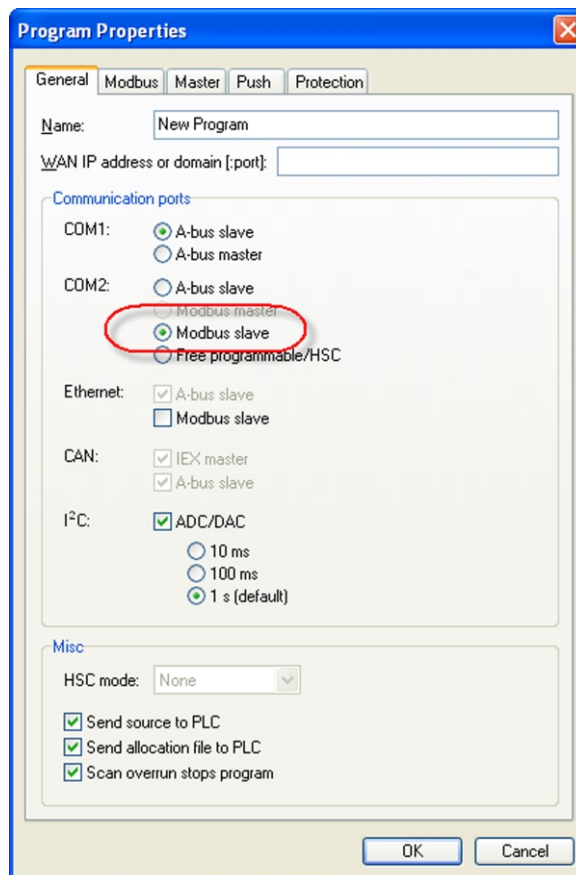 Program Properties
General Modbus Master Push Protection
Name: New Program
WAN IP address or domain [:port]:
Communication ports
COM1: A-bus slave
A-bus master
COM2: A-bus slave
Modbus master
Modbus slave
Free programmable/HSC
Ethernet: A-bus slave
Modbus slave
CAN: IEX master
A-bus slave
I²C: ADC/DAC
10 ms
100 ms
1 s (default)
Misc
HSC mode: None
Send source to PLC
Send allocation file to PLC
Scan overrun stops program
OK Cancel